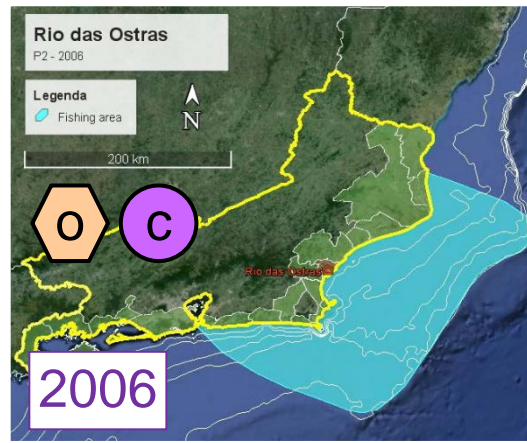 Rio das Ostras
P2 - 2006
Legenda
Fishing area
N
200 km
O
C
Rio das Ostras
2006